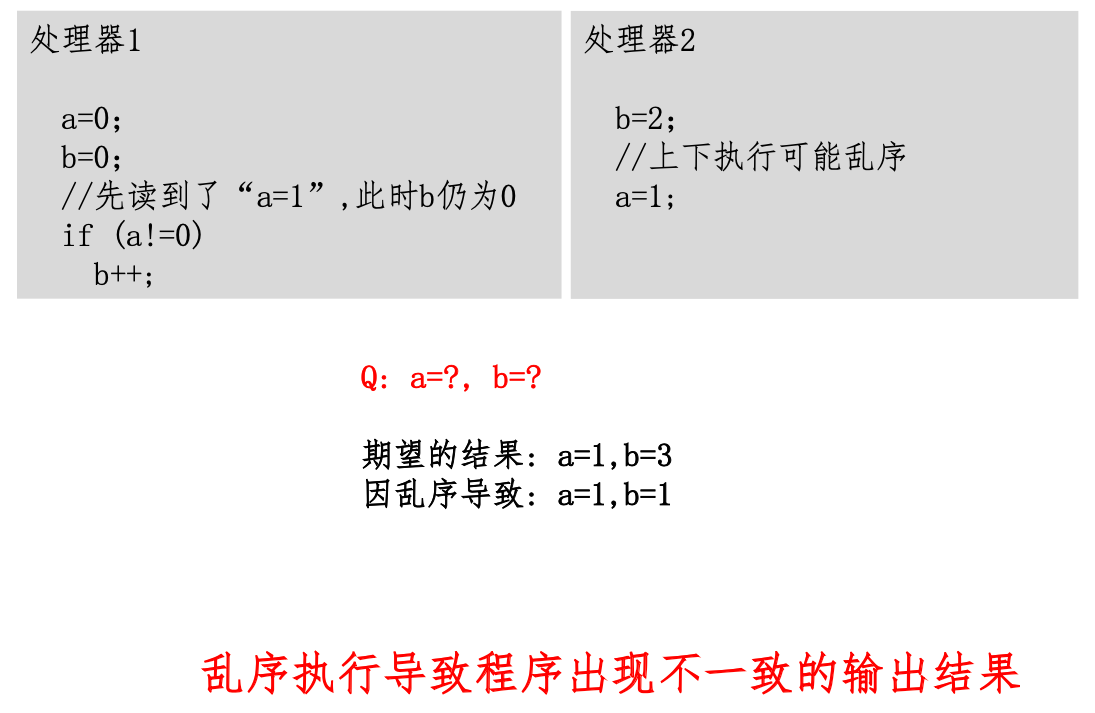 处理器1
a=0;
b=0;
//先读到了“a=1”,此时b仍为0
if (a!=0)
b++;
处理器2
b=2;
//上下执行可能乱序
a=1;
Q: a=?, b=?
期望的结果: a=1,b=3
因乱序导致: a=1,b=1
乱序执行导致程序出现不一致的输出结果